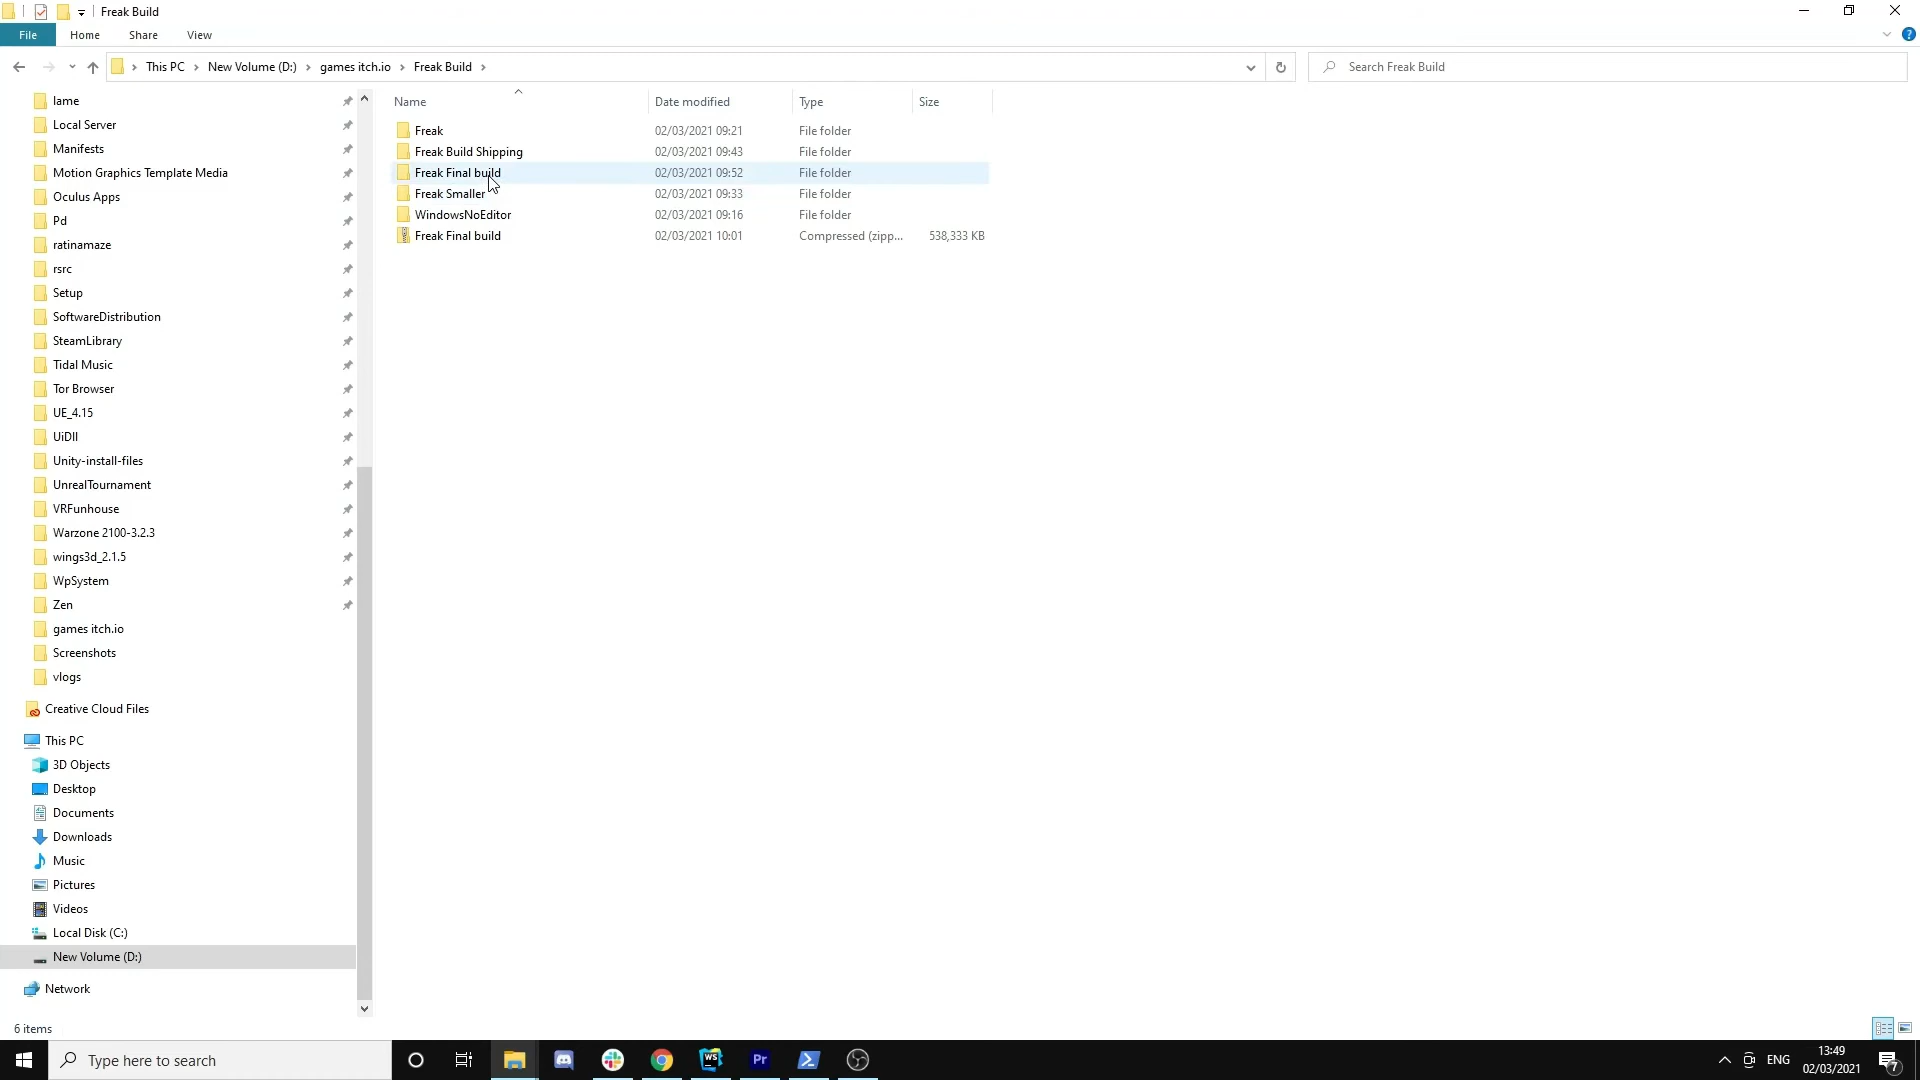 Freak Build
File Home Share View
This PC New Volume (D:) games itch.io Freak Build
Search Freak Build
lame
Local Server
Manifests
Motion Graphics Template Media
Oculus Apps
Pd
ratinamaze
rsrc
Setup
SoftwareDistribution
SteamLibrary
Tidal Music
Tor Browser
UE_4.15
UiDll
Unity-install-files
UnrealTournament
VRFunhouse
Warzone 2100-3.2.3
wings3d_2.1.5
WpSystem
Zen
games itch.io
Screenshots
vlogs
Creative Cloud Files
This PC
3D Objects
Desktop
Documents
Downloads
Music
Pictures
Videos
Local Disk (C:)
New Volume (D:)
Network
Name Date modified Type Size
Freak 02/03/2021 09:21 File folder
Freak Build Shipping 02/03/2021 09:43 File folder
Freak Final build 02/03/2021 09:52 File folder
Freak Smaller 02/03/2021 09:33 File folder
WindowsNoEditor 02/03/2021 09:16 File folder
Freak Final build 02/03/2021 10:01 Compressed (zipp... 538,333 KB
6 items
Type here to search
WS
Pr
ENG
13:49
02/03/2021
7